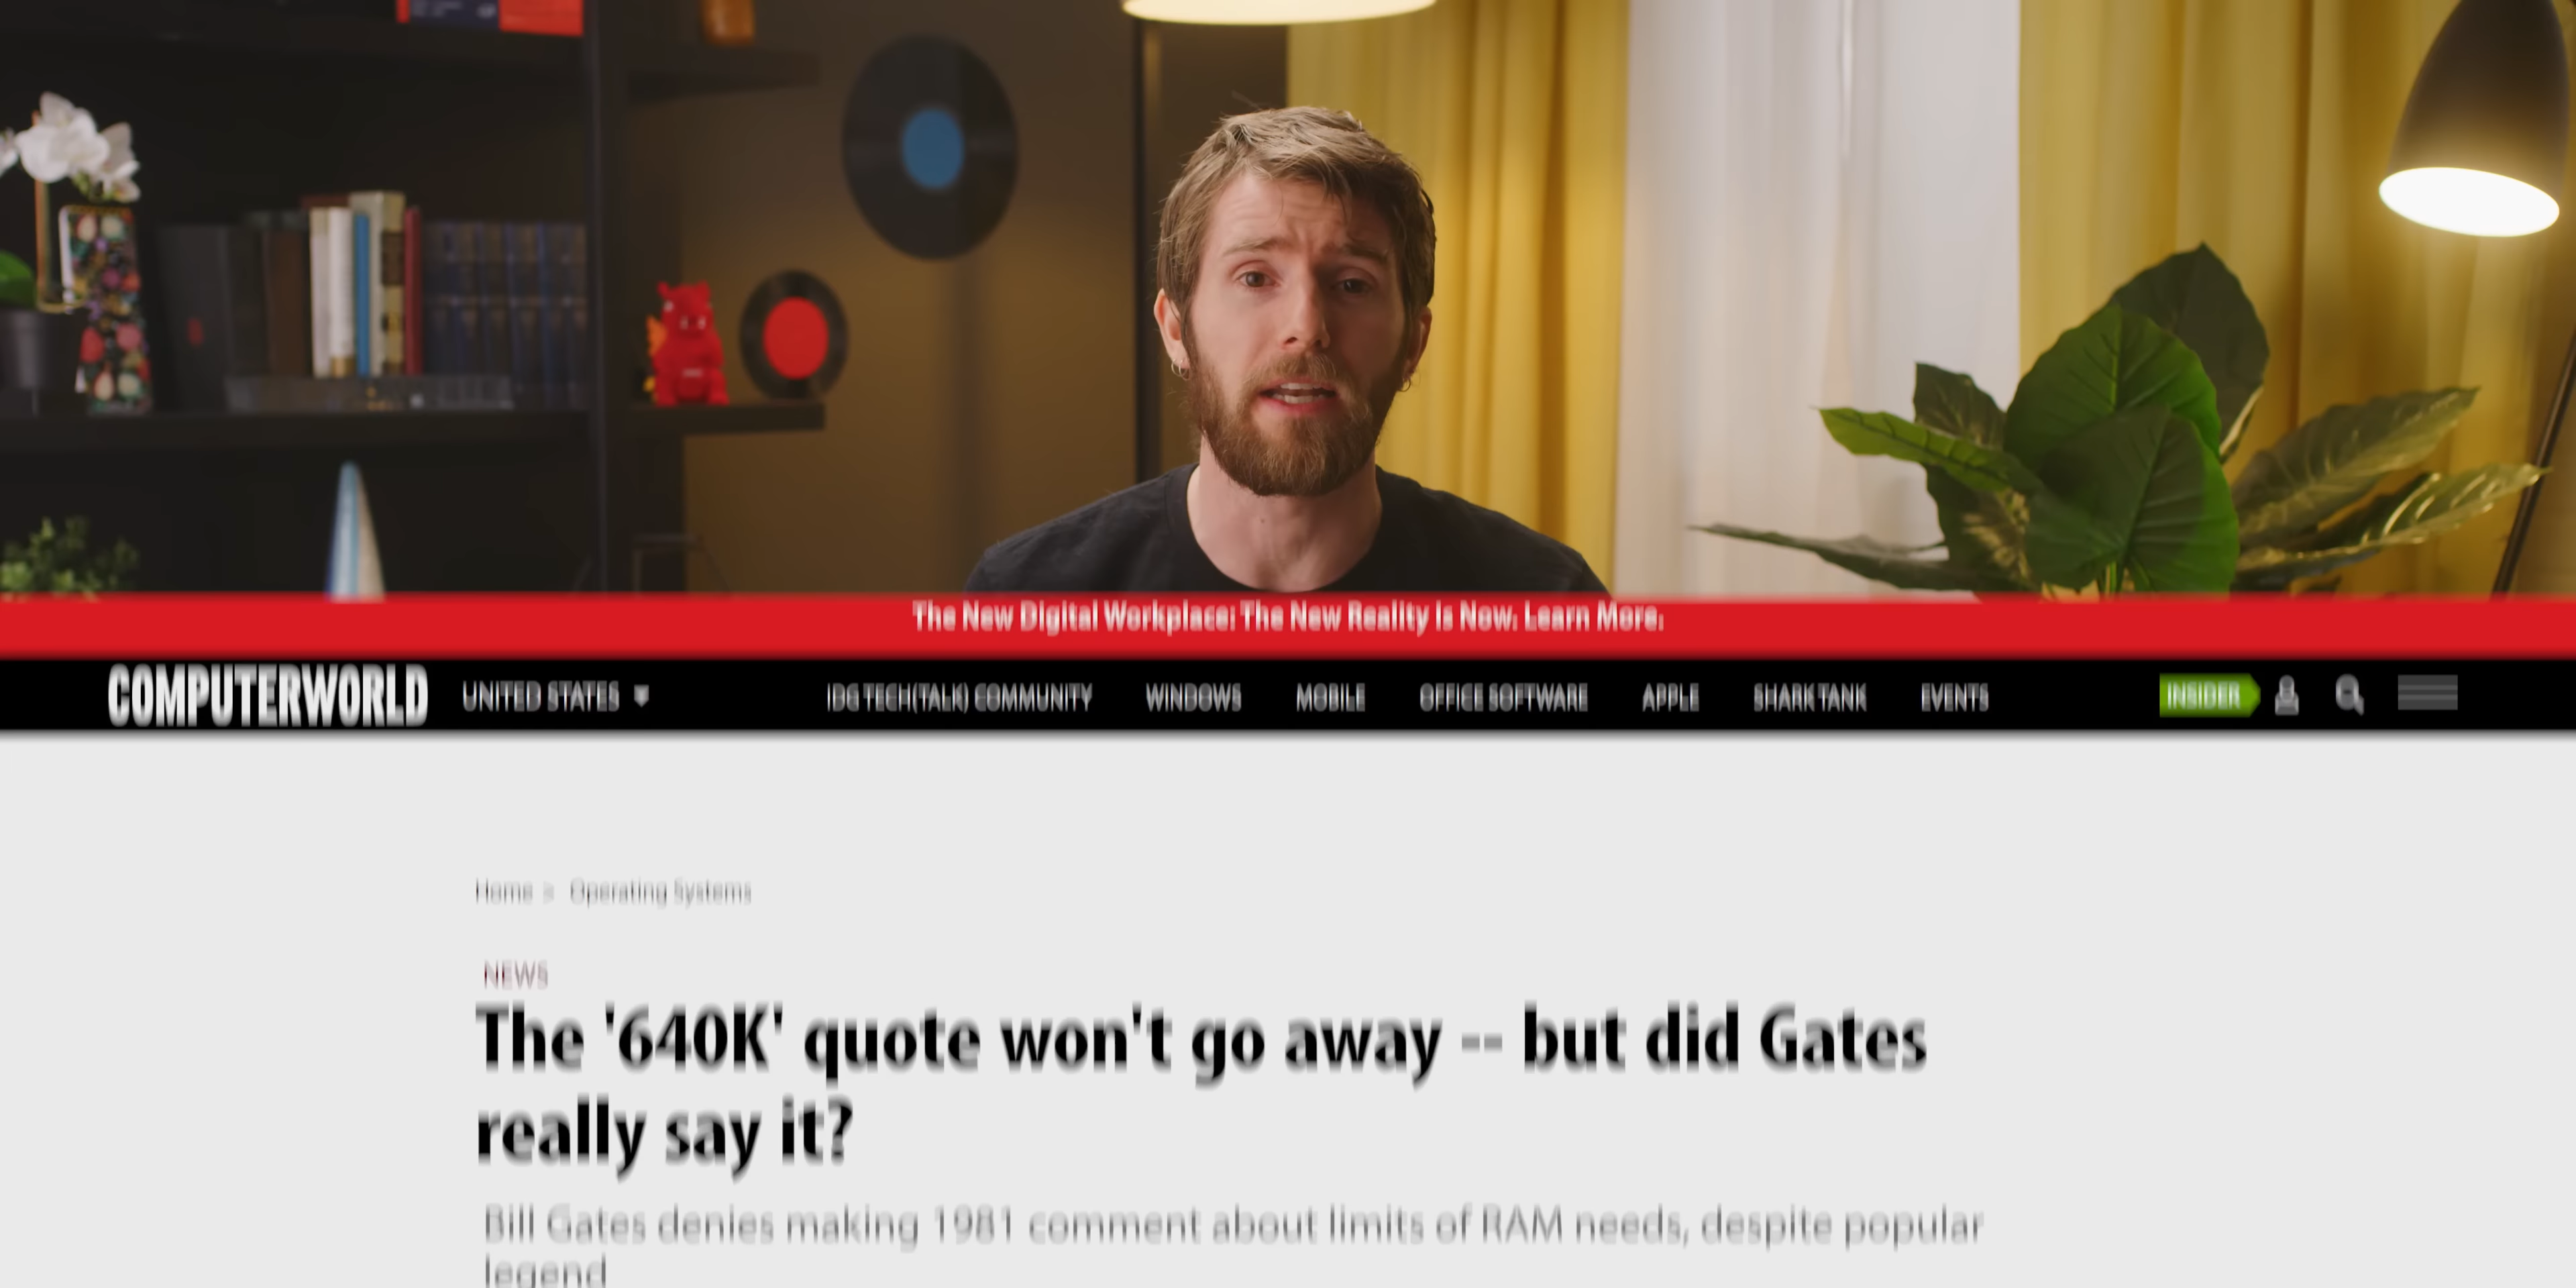 The New Digital Workplace: The New Reality is Now. Learn More.
COMPUTERWORLD
UNITED STATES
IDG TECH(TALK) COMMUNITY
WINDOWS
MOBILE
OFFICE SOFTWARE
APPLE
SHARK TANK
EVENTS
INSIDER
Home > Operating Systems
NEWS
The '640K' quote won't go away -- but did Gates
really say it?
Bill Gates denies making 1981 comment about limits of RAM needs, despite popular
legend